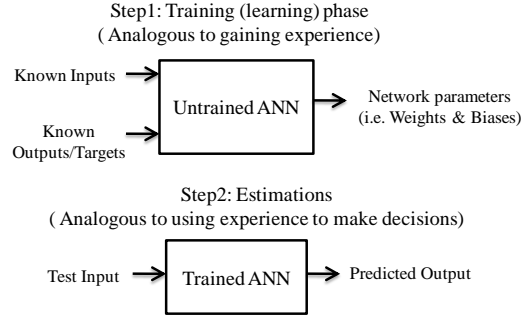 Step1: Training (learning) phase
( Analogous to gaining experience)
Known Inputs
Untrained ANN
Known
Outputs/Targets
Network parameters
(i.e. Weights & Biases)
Step2: Estimations
( Analogous to using experience to make decisions)
Test Input
Trained ANN
Predicted Output